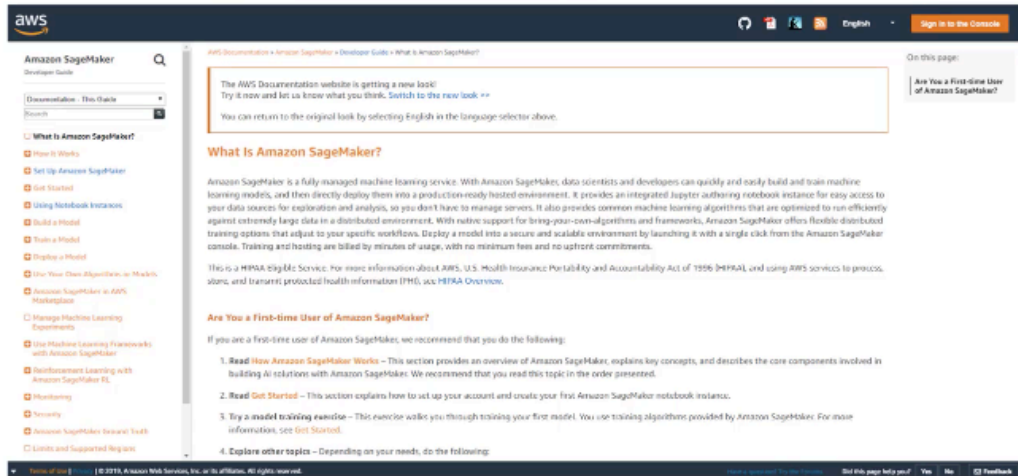 aws
English
Sign In to the Console
Amazon SageMaker
Developer Guide
Documentation - This Guide
Search
What Is Amazon SageMaker?
How It Works
Set Up Amazon SageMaker
Get Started
Using Notebook Instances
Build a Model
Train a Model
Deploy a Model
Use Your Own Algorithms or Models
Amazon SageMaker in AWS
Marketplace
Manage Machine Learning
Experiments
Use Machine Learning Frameworks
with Amazon SageMaker
Reinforcement Learning with
Amazon SageMaker RL
Monitoring
Security
Amazon SageMaker Ground Truth
Limits and Supported Regions
AWS Documentation » Amazon SageMaker » Developer Guide » What Is Amazon SageMaker?
The AWS Documentation website is getting a new look!
Try it now and let us know what you think. Switch to the new look >>
You can return to the original look by selecting English in the language selector above.
What Is Amazon SageMaker?
Amazon SageMaker is a fully managed machine learning service. With Amazon SageMaker, data scientists and developers can quickly and easily build and train machine
learning models, and then directly deploy them into a production-ready hosted environment. It provides an integrated Jupyter authoring notebook instance for easy access to
your data sources for exploration and analysis, so you don't have to manage servers. It also provides common machine learning algorithms that are optimized to run efficiently
against extremely large data in a distributed environment. With native support for bring-your-own-algorithms and frameworks, Amazon SageMaker offers flexible distributed
training options that adjust to your specific workflows. Deploy a model into a secure and scalable environment by launching it with a single click from the Amazon SageMaker
console. Training and hosting are billed by minutes of usage, with no minimum fees and no upfront commitments.
This is a HIPAA Eligible Service. For more information about AWS, U.S. Health Insurance Portability and Accountability Act of 1996 (HIPAA), and using AWS services to process,
store, and transmit protected health information (PHI), see HIPAA Overview.
Are You a First-time User of Amazon SageMaker?
If you are a first-time user of Amazon SageMaker, we recommend that you do the following:
1. Read How Amazon SageMaker Works – This section provides an overview of Amazon SageMaker, explains key concepts, and describes the core components involved in
building AI solutions with Amazon SageMaker. We recommend that you read this topic in the order presented.
2. Read Get Started – This section explains how to set up your account and create your first Amazon SageMaker notebook instance.
3. Try a model training exercise – This exercise walks you through training your first model. You use training algorithms provided by Amazon SageMaker. For more
information, see Get Started.
4. Explore other topics – Depending on your needs, do the following:
On this page:
Are You a First-time User
of Amazon SageMaker?
Terms of Use | Privacy | © 2019, Amazon Web Services, Inc. or its affiliates. All rights reserved.
Did this page help you? Yes No Feedback